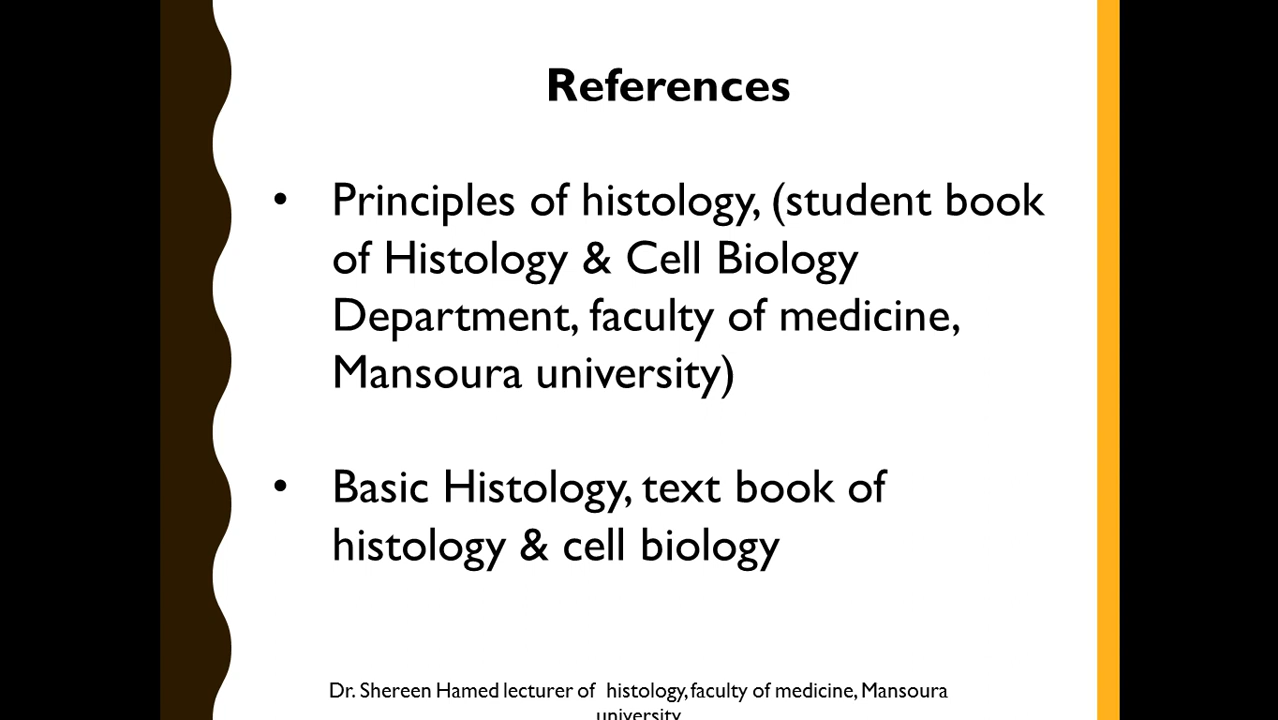 References
• Principles of histology, (student book
of Histology & Cell Biology
Department, faculty of medicine,
Mansoura university)
• Basic Histology, text book of
histology & cell biology
Dr. Shereen Hamed lecturer of histology, faculty of medicine, Mansoura
university